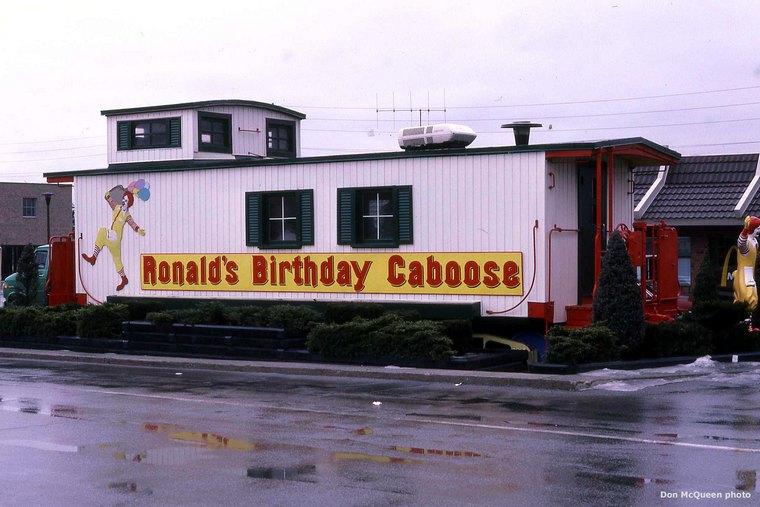 Ronald's Birthday Caboose
Don McQueen photo